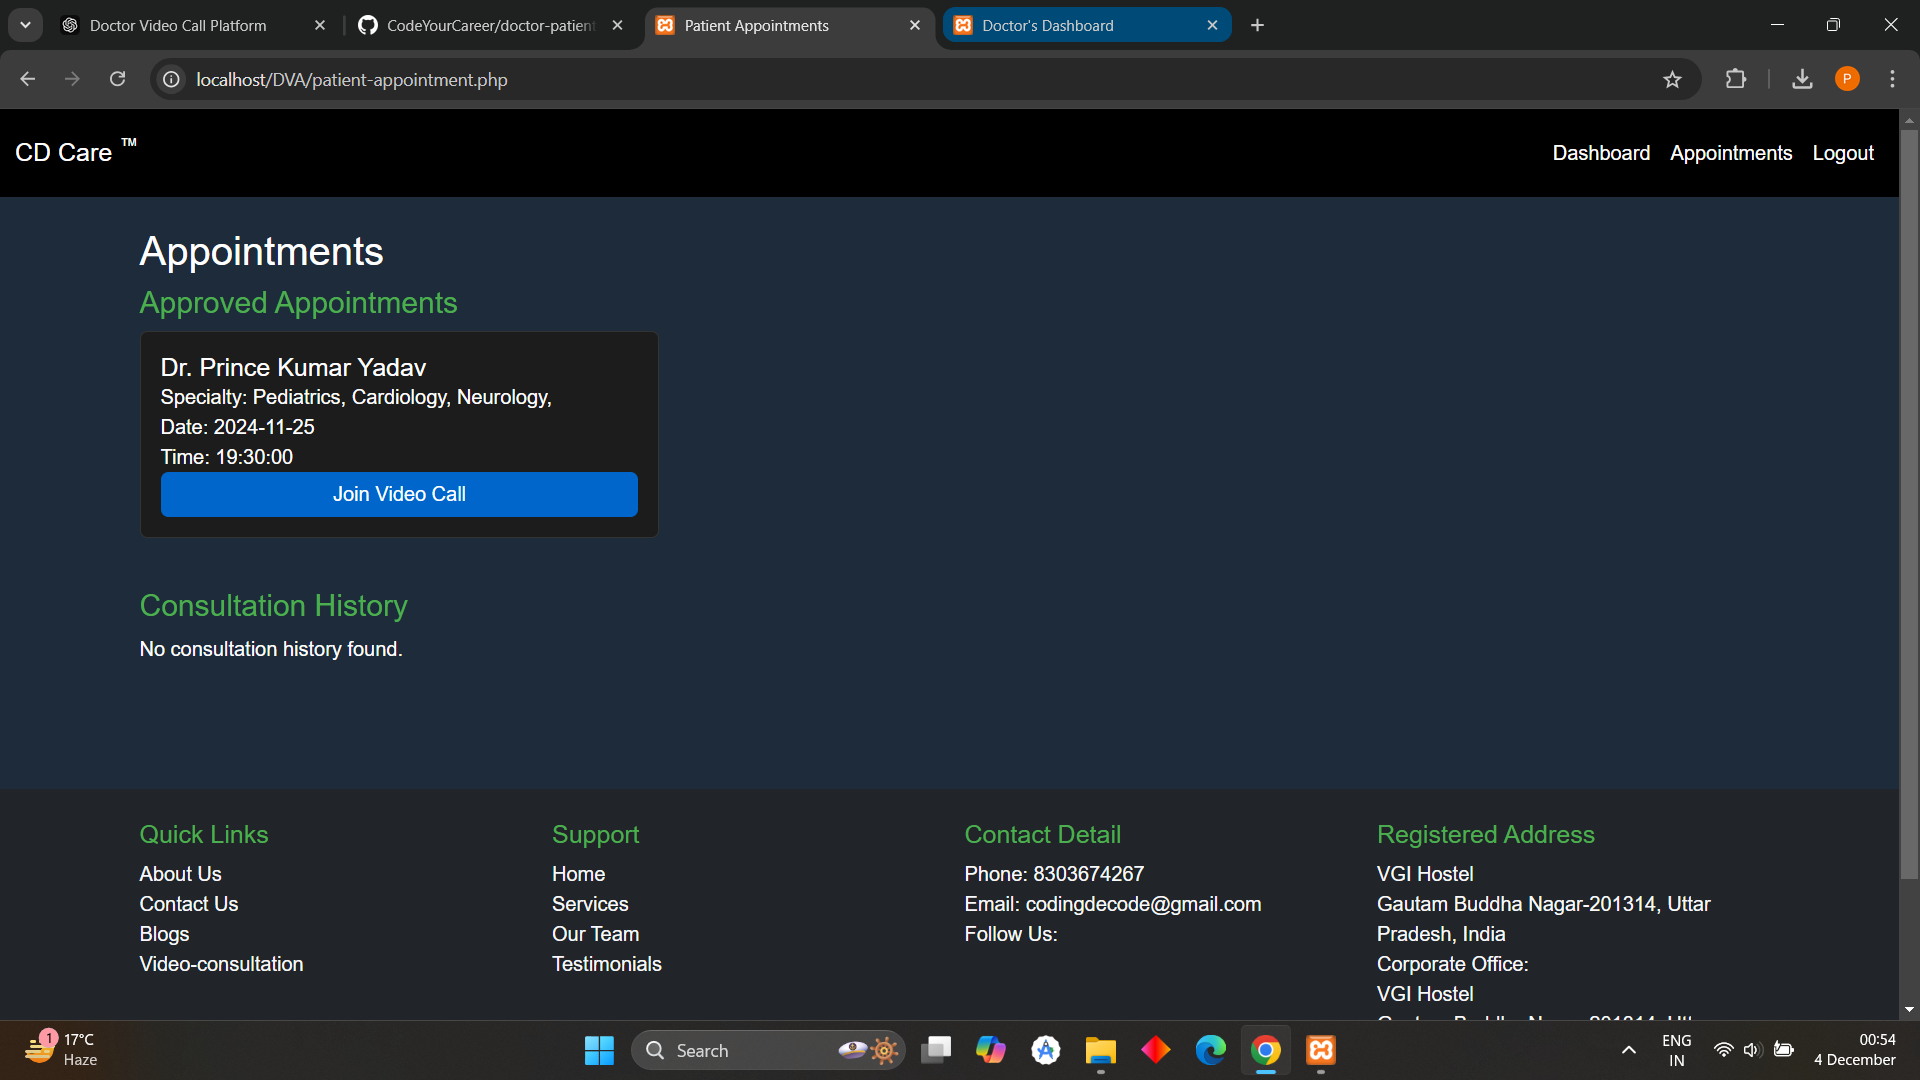 Doctor Video Call Platform
CodeYourCareer/doctor-patient
Patient Appointments
Doctor's Dashboard
localhost/DVA/patient-appointment.php
P
CD Care ™
Dashboard Appointments Logout
Appointments
Approved Appointments
Dr. Prince Kumar Yadav
Specialty: Pediatrics, Cardiology, Neurology,
Date: 2024-11-25
Time: 19:30:00
Join Video Call
Consultation History
No consultation history found.
Quick Links
About Us
Contact Us
Blogs
Video-consultation
Support
Home
Services
Our Team
Testimonials
Contact Detail
Phone: 8303674267
Email: codingdecode@gmail.com
Follow Us:
Registered Address
VGI Hostel
Gautam Buddha Nagar-201314, Uttar
Pradesh, India
Corporate Office:
VGI Hostel
1
17°C
Haze
Search
ENG
IN
00:54
4 December